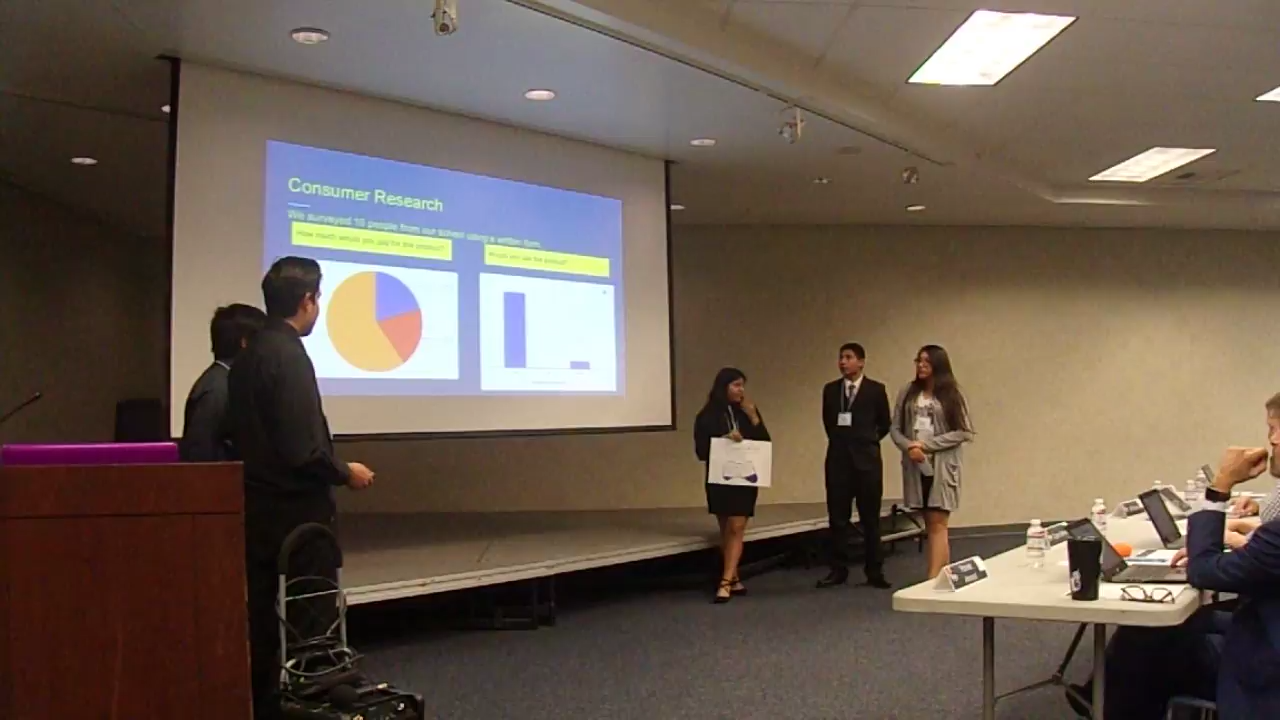 Consumer Research
We surveyed people from our school using a written form.
How much would you pay for the product?
Would you use the product?